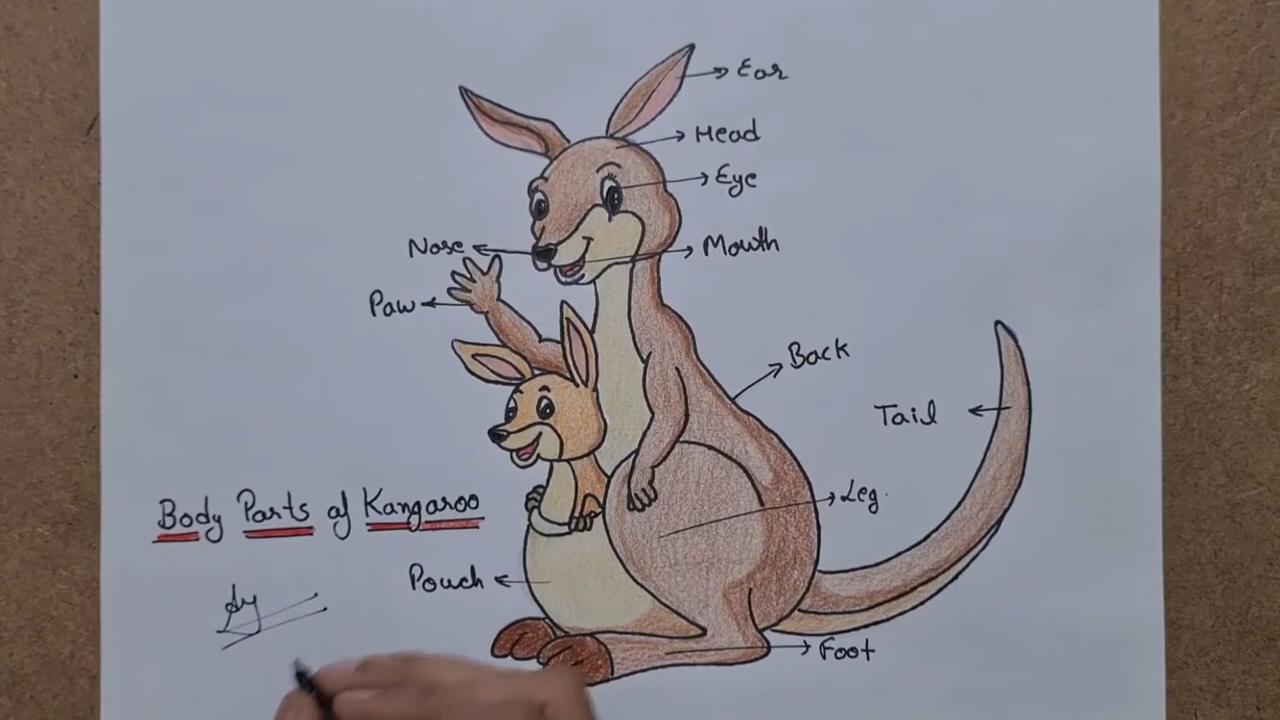 Ear
Head
Eye
Nose
Mouth
Paw
Back
Tail
Leg.
Body Parts of Kangaroo
Pouch
Foot